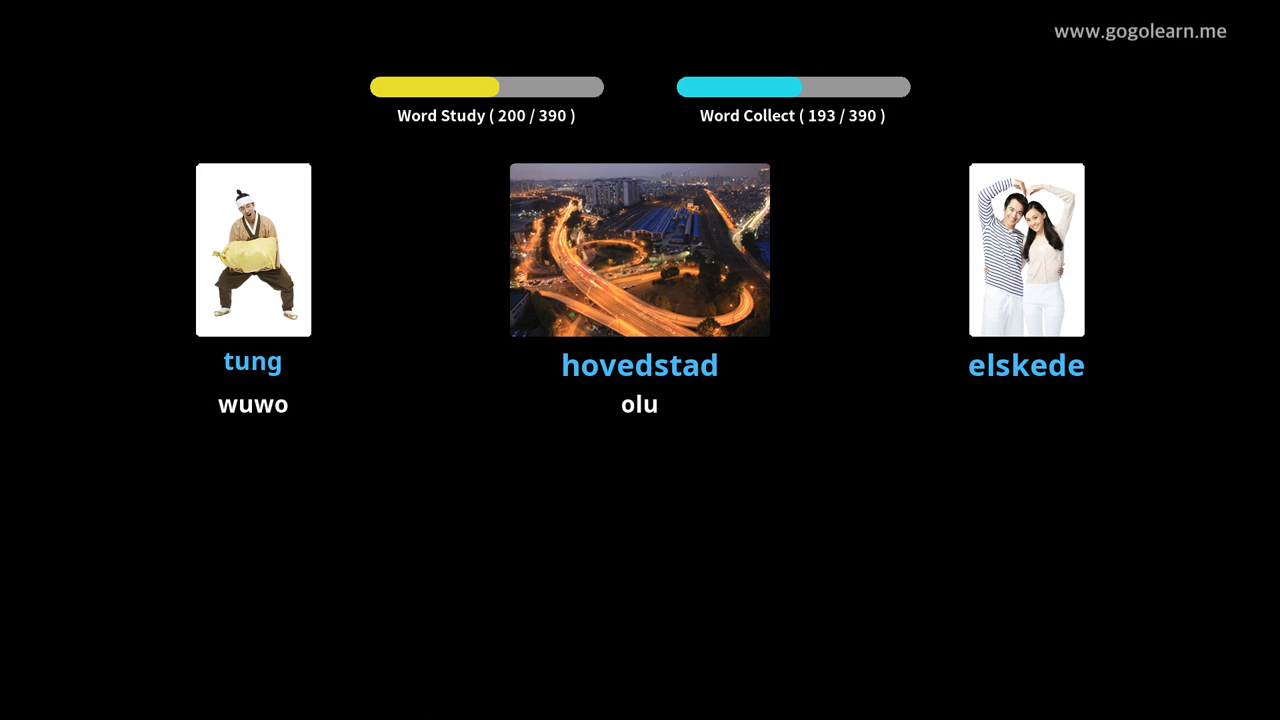 www.gogolearn.me
Word Study ( 200 / 390 )
Word Collect ( 193 / 390 )
tung
hovedstad
elskede
wuwo
olu